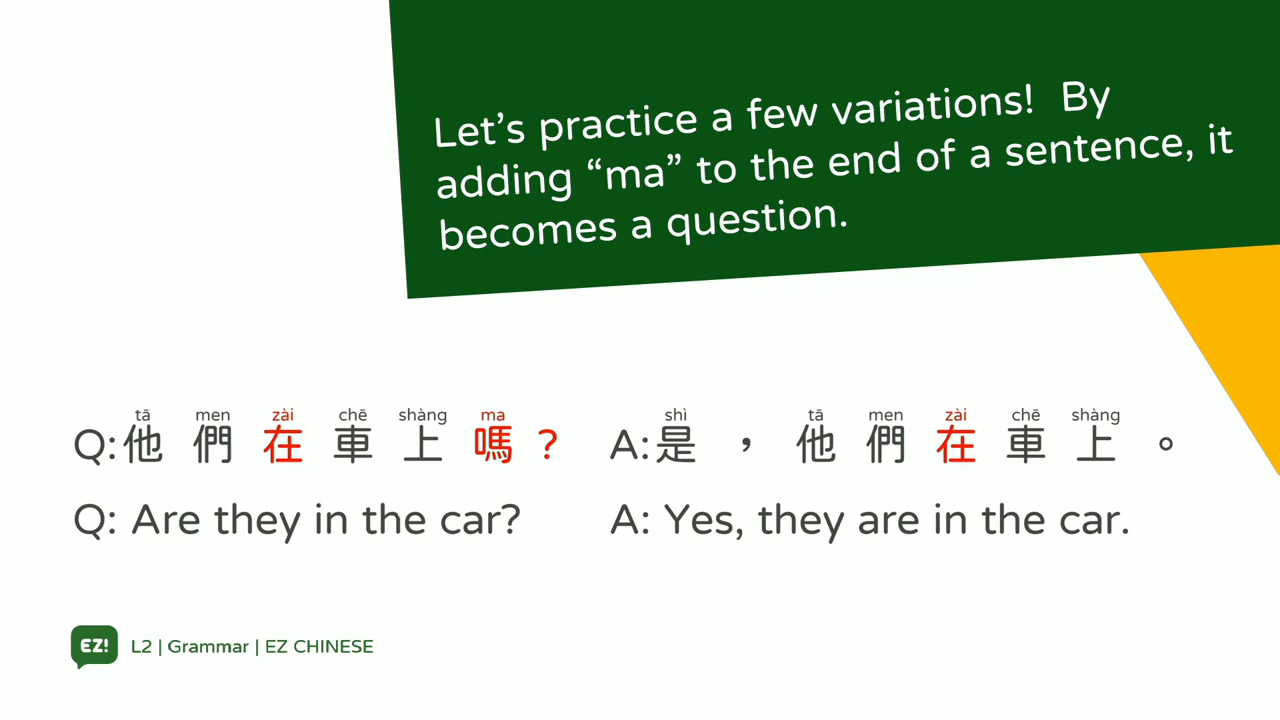 Let's practice a few variations! By
adding “ma” to the end of a sentence, it
becomes a question.
tā men zài chē shàng ma
Q:他們在車上嗎？
Q: Are they in the car?
shì tā men zài chē shàng
A:是，他們在車上。
A: Yes, they are in the car.
EZ!
L2 | Grammar | EZ CHINESE